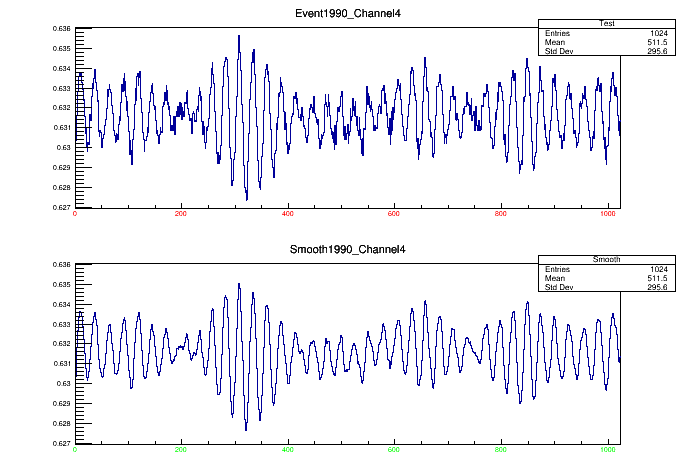 Event1990_Channel4
Test
Entries 1024
Mean 511.5
Std Dev 295.6
0.636
0.635
0.634
0.633
0.632
0.631
0.63
0.629
0.628
0.627
0 200 400 600 800 1000
Smooth1990_Channel4
Smooth
Entries 1024
Mean 511.5
Std Dev 295.6
0.636
0.635
0.634
0.633
0.632
0.631
0.63
0.629
0.628
0.627
0 200 400 600 800 1000